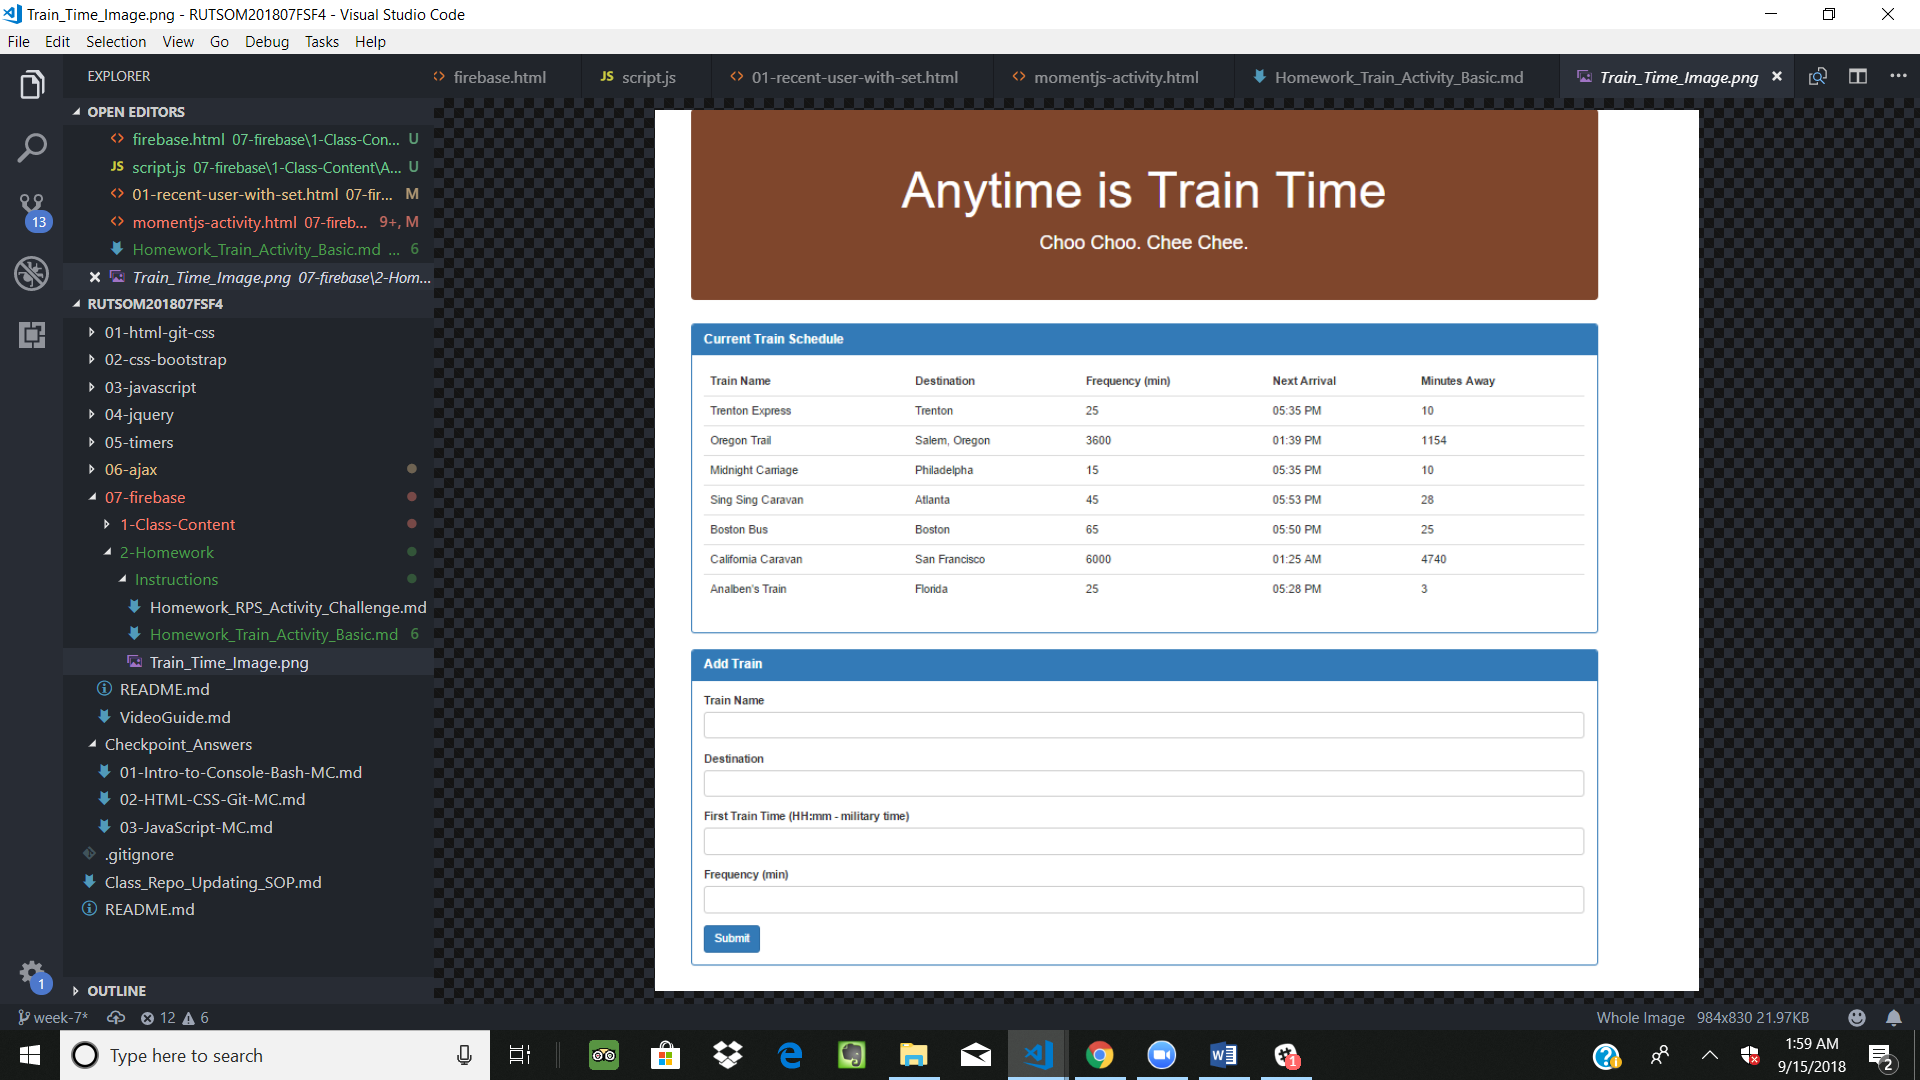 Train_Time_Image.png - RUTSOM201807FSF4 - Visual Studio Code
File Edit Selection View Go Debug Tasks Help
EXPLORER
firebase.html
JS script.js
01-recent-user-with-set.html
momentjs-activity.html
Homework_Train_Activity_Basic.md
Train_Time_Image.png
OPEN EDITORS
firebase.html 07-firebase\1-Class-Con... U
JS script.js 07-firebase\1-Class-Content\A... U
01-recent-user-with-set.html 07-fir... M
momentjs-activity.html 07-fireb... 9+, M
Homework_Train_Activity_Basic.md ... 6
Train_Time_Image.png 07-firebase\2-Hom...
RUTSOM201807FSF4
01-html-git-css
02-css-bootstrap
03-javascript
04-jquery
05-timers
06-ajax
07-firebase
1-Class-Content
2-Homework
Instructions
Homework_RPS_Activity_Challenge.md
Homework_Train_Activity_Basic.md 6
Train_Time_Image.png
README.md
VideoGuide.md
Checkpoint_Answers
01-Intro-to-Console-Bash-MC.md
02-HTML-CSS-Git-MC.md
03-JavaScript-MC.md
.gitignore
Class_Repo_Updating_SOP.md
README.md
OUTLINE
13
1
Anytime is Train Time
Choo Choo. Chee Chee.
Current Train Schedule
Train Name Destination Frequency (min) Next Arrival Minutes Away
Trenton Express Trenton 25 05:35 PM 10
Oregon Trail Salem, Oregon 3600 01:39 PM 1154
Midnight Carriage Philadelpha 15 05:35 PM 10
Sing Sing Caravan Atlanta 45 05:53 PM 28
Boston Bus Boston 65 05:50 PM 25
California Caravan San Francisco 6000 01:25 AM 4740
Analben's Train Florida 25 05:28 PM 3
Add Train
Train Name
Destination
First Train Time (HH:mm - military time)
Frequency (min)
Submit
week-7* 12 6
Whole Image 984x830 21.97KB
Type here to search
1
1:59 AM
9/15/2018
2